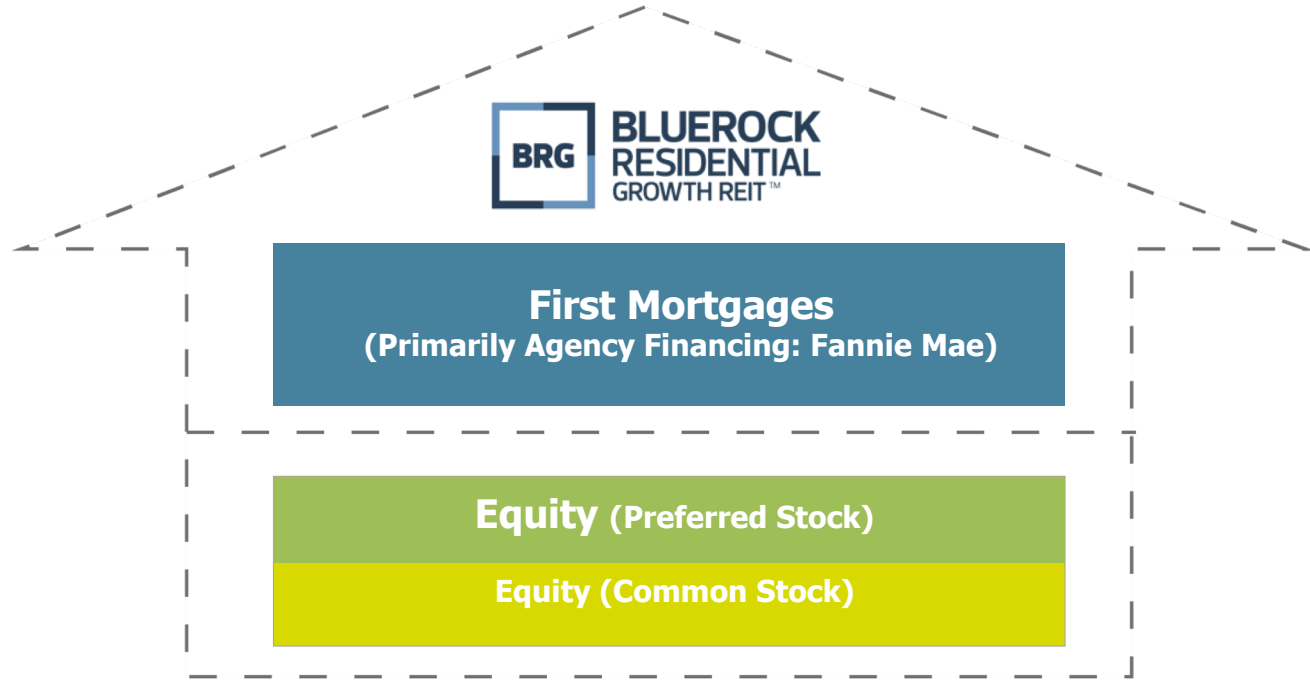 BRG
BLUEROCK
RESIDENTIAL
GROWTH REIT™
First Mortgages
(Primarily Agency Financing: Fannie Mae)
Equity (Preferred Stock)
Equity (Common Stock)